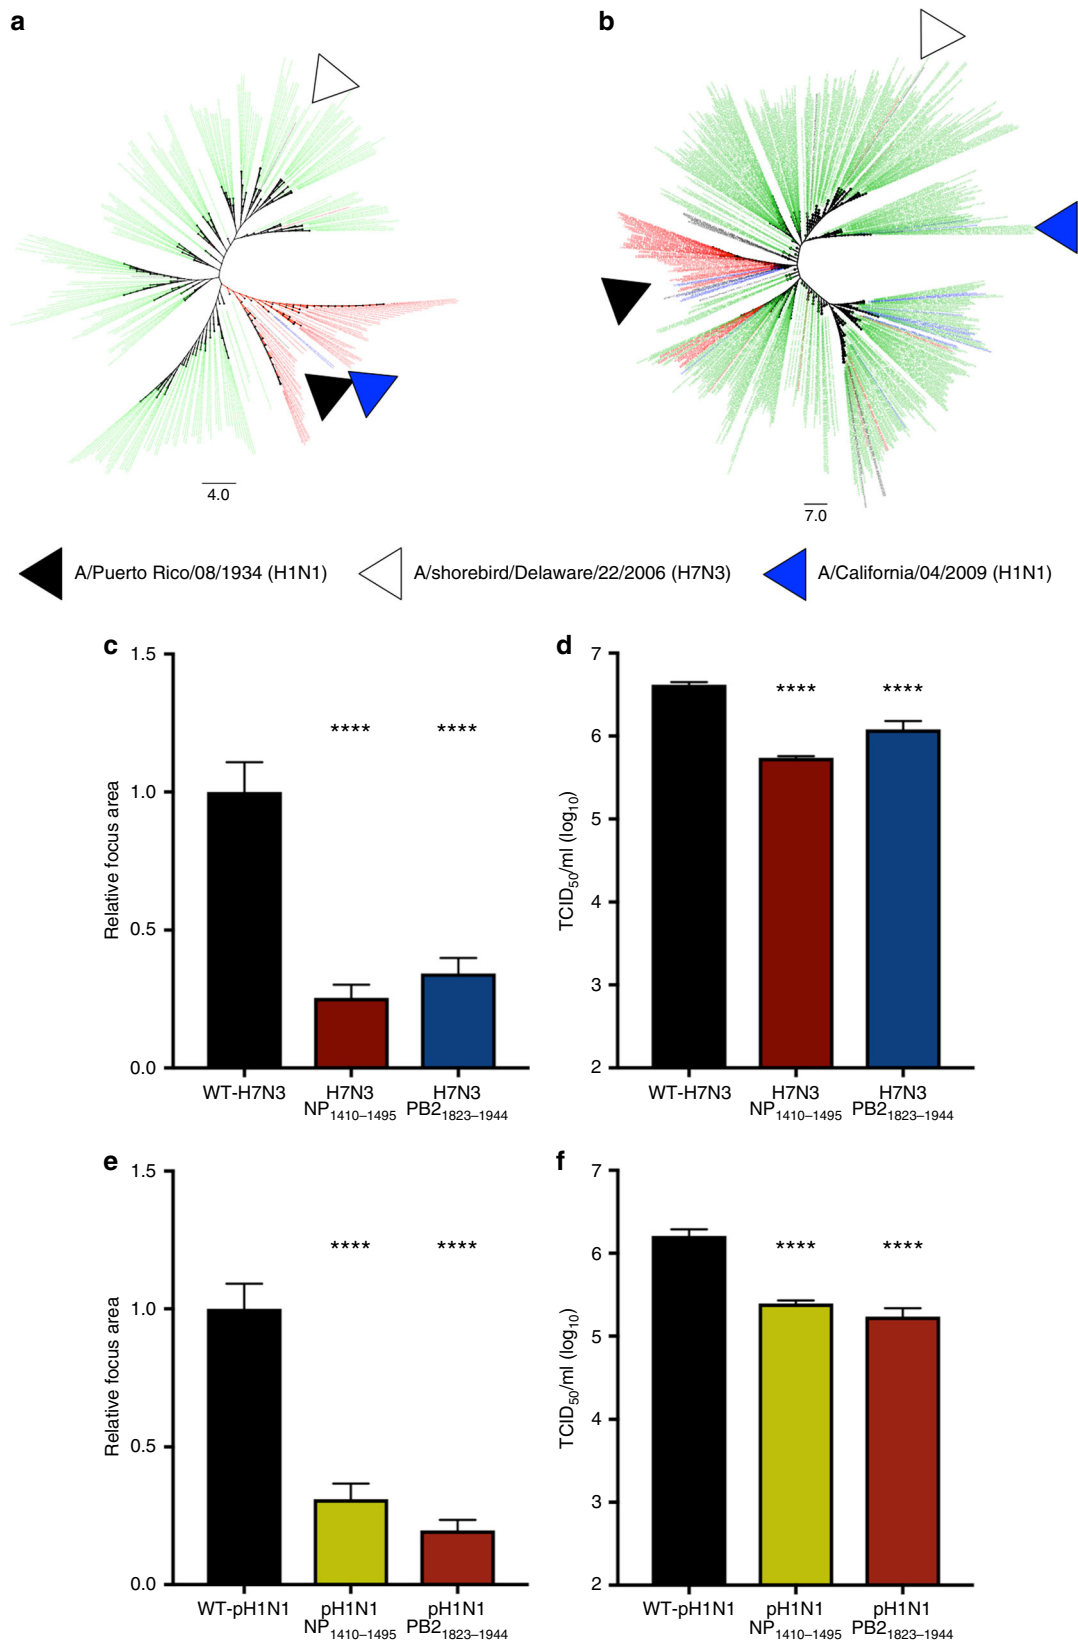 a
b
4.0
7.0
A/Puerto Rico/08/1934 (H1N1)
A/shorebird/Delaware/22/2006 (H7N3)
A/California/04/2009 (H1N1)
c
Relative focus area
1.5
1.0
0.5
0.0
****
****
WT-H7N3
H7N3
NP1410–1495
H7N3
PB21823–1944
d
TCID50/ml (log10)
7
6
5
4
3
2
****
****
WT-H7N3
H7N3
NP1410–1495
H7N3
PB21823–1944
e
Relative focus area
1.5
1.0
0.5
0.0
****
****
WT-pH1N1
pH1N1
NP1410–1495
pH1N1
PB21823–1944
f
TCID50/ml (log10)
7
6
5
4
3
2
****
****
WT-pH1N1
pH1N1
NP1410–1495
pH1N1
PB21823–1944